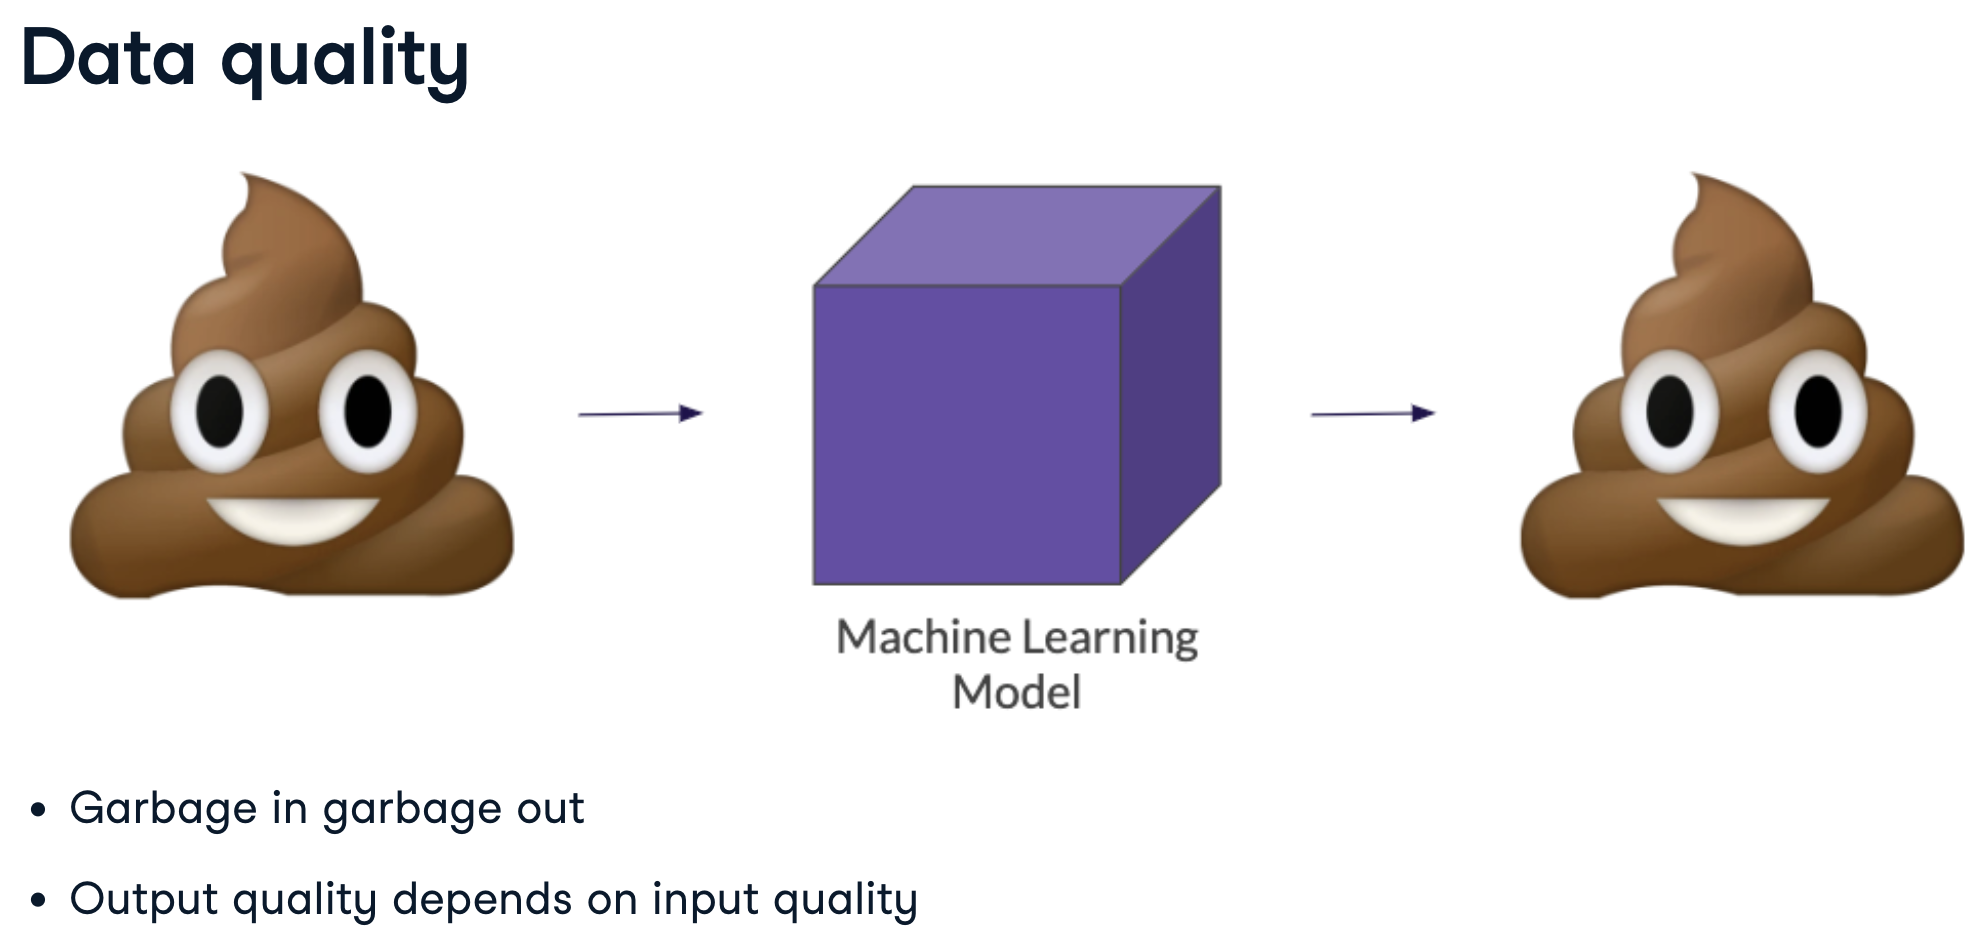 Data quality
Machine Learning
Model
• Garbage in garbage out
• Output quality depends on input quality